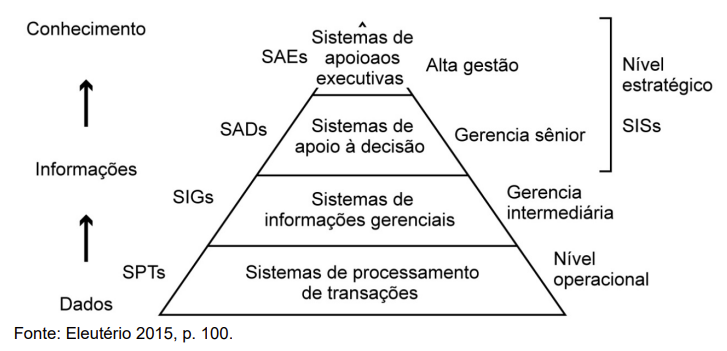 Conhecimento
SAEs
Sistemas de
apoioaos
executivas
Alta gestão
Nível
estratégico
SISs
SADs
Sistemas de
apoio à decisão
Gerencia sênior
Informações
SIGs
Sistemas de
informações gerenciais
Gerencia
intermediária
SPTs
Sistemas de processamento
de transações
Nível
operacional
Dados
Fonte: Eleutério 2015, p. 100.